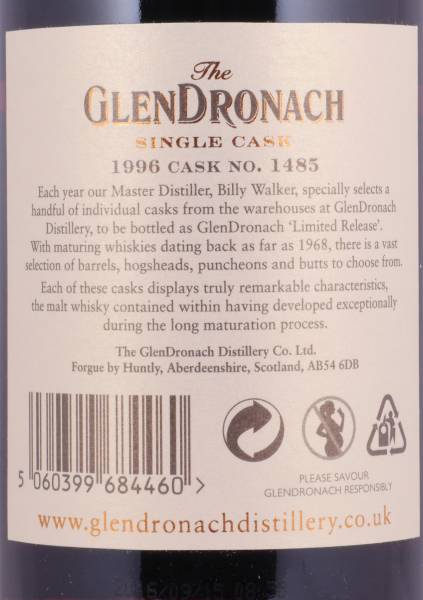 The
GLENDRONACH
SINGLE CASK
1996 CASK NO. 1485
Each year our Master Distiller, Billy Walker, specially selects a
handful of individual casks from the warehouses at GlenDronach
Distillery, to be bottled as GlenDronach ‘Limited Release’.
With maturing whiskies dating back as far as 1968, there is a vast
selection of barrels, hogsheads, puncheons and butts to choose from.
Each of these casks displays truly remarkable characteristics,
the malt whisky contained within having developed exceptionally
during the long maturation process.
The GlenDronach Distillery Co. Ltd.
Forgue by Huntly, Aberdeenshire, Scotland, AB54 6DB
5 060399 684460 >
PLEASE SAVOUR
GLENDRONACH RESPONSIBLY
www.glendronachdistillery.co.uk